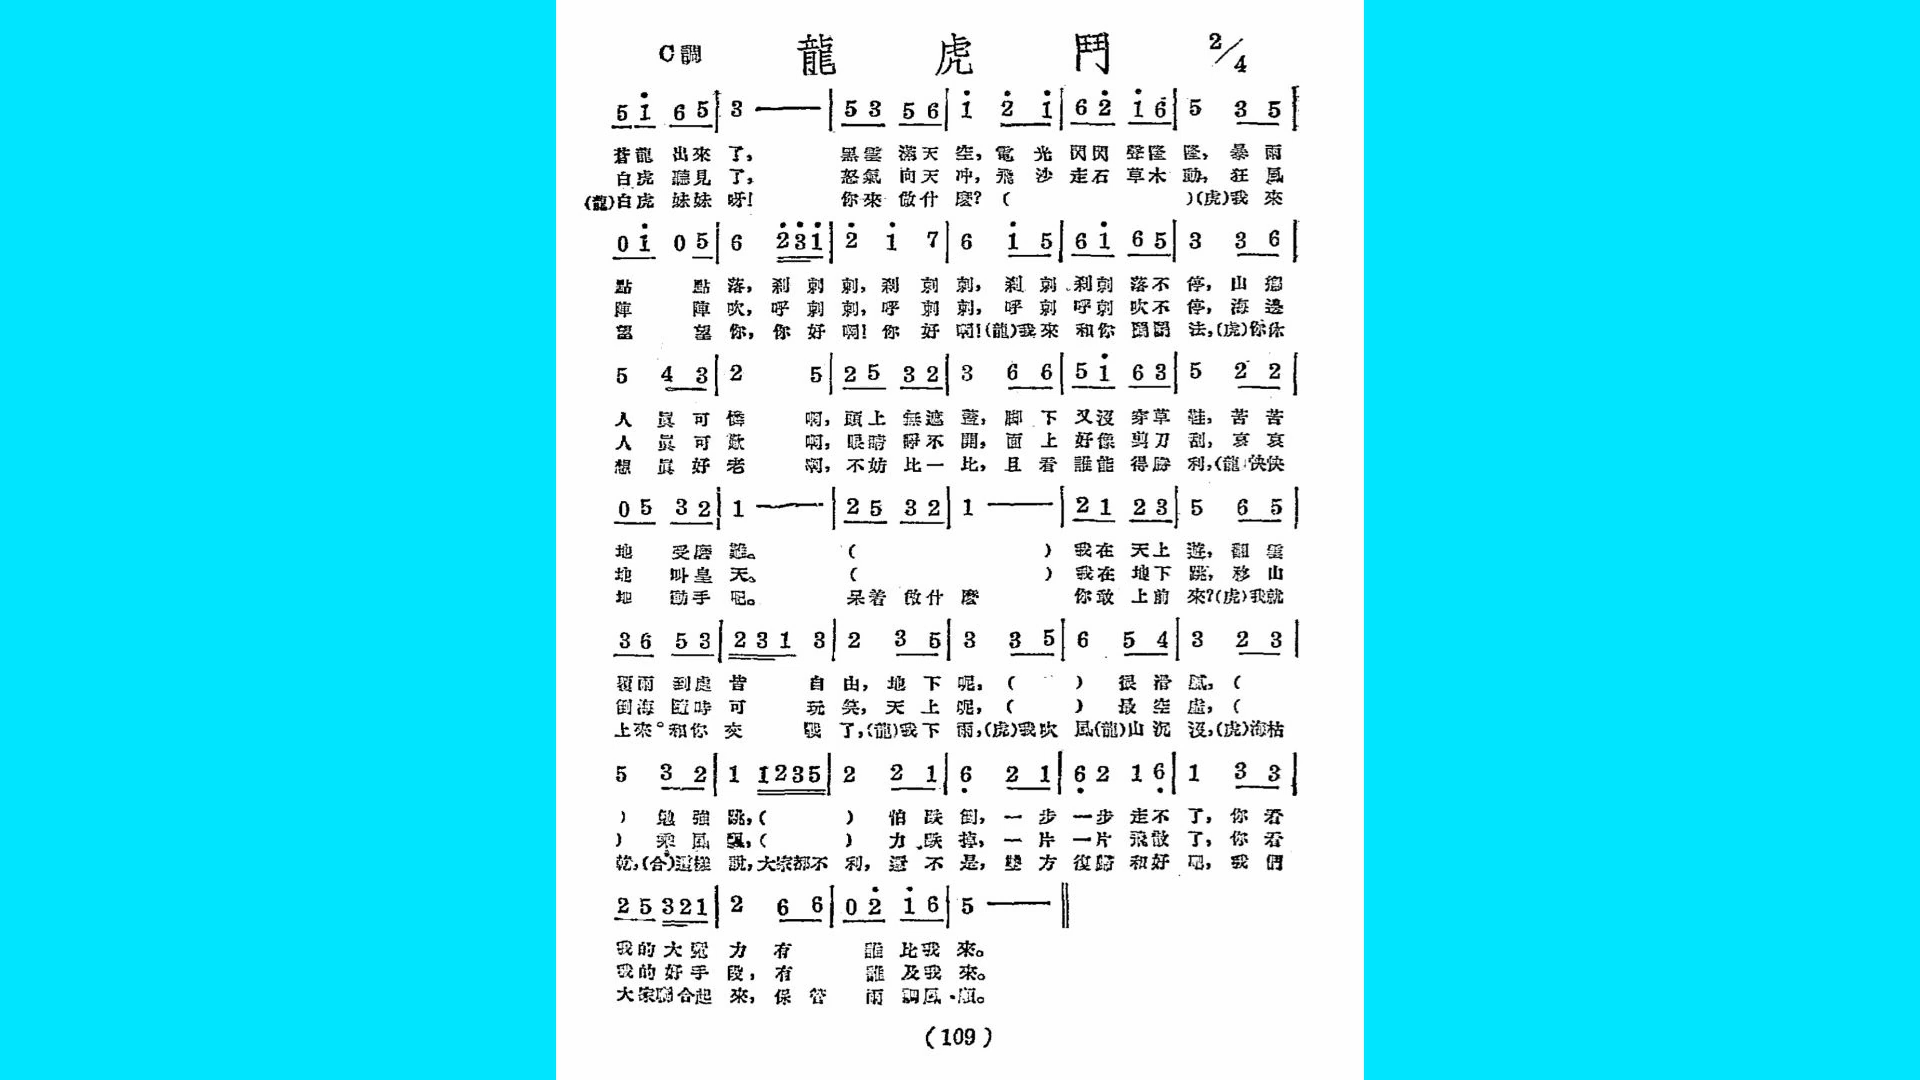 C調 龍虎鬥 2/4
5 1 6 5 3 — 5 3 5 6 1 2 1 6 2 1 6 5 3 5
蒼龍出來了，黑雲滿天空，電光閃閃聲隆隆，暴雨
白虎聽見了，怒氣向天冲，飛沙走石草木動，狂風
(龍)白虎妹妹呀！你來做什麼？( )(虎)我來
0 1 0 5 6 2 3 1 2 1 7 6 1 5 6 1 6 5 3 3 6
點點落，刹剌剌，刹剌剌，刹剌刹剌落不停，山
陣陣吹，呼剌剌，呼剌剌，呼剌呼剌吹不停，海邊
望望你，你好啊！你好啊！(龍)我來和你鬥鬥法，(虎)你休
5 4 3 2 5 2 5 3 2 3 6 6 5 1 6 3 5 2 2
人眞可憐啊，頭上無遮蓋，脚下又沒穿草鞋，苦苦
人眞可歎啊，眼睛睜不開，面上好像剪刀刮，哀哀
想眞好老啊，不妨比一比，且看誰能得勝利，(龍)快快
0 5 3 2 1 — 2 5 3 2 1 — 2 1 2 3 5 6 5
地受磨難。( )我在天上遊，翻雲
地叫皇天。( )我在地下跳，移山
地動手吧。呆着做什麼你敢上前來？(虎)我就
3 6 5 3 2 3 1 3 2 3 5 3 3 5 6 5 4 3 2 3
覆雨到處皆自由，地下呢，( )很滑膩，(
倒海隨時可玩笑，天上呢，( )最空虛，(
上來。和你交戰了，(龍)我下雨，(虎)我吹風(龍)山沉沒，(虎)海枯
5 3 2 1 1 2 3 5 2 2 1 6 2 1 6 2 1 6 1 3 3
)勉強跳，( )怕跌倒，一步一步走不了，你看
)乘風飄，( )力跌掉，一片一片飛散了，你看
乾，(合)這樣說，大家都不利，還不是，雙方復歸和好吧，我們
2 5 3 2 1 2 6 6 0 2 1 6 5 —
我的大冤力有誰比我來。
我的好手段，有誰及我來。
大家聯合起來，保管雨調風順。
(109)